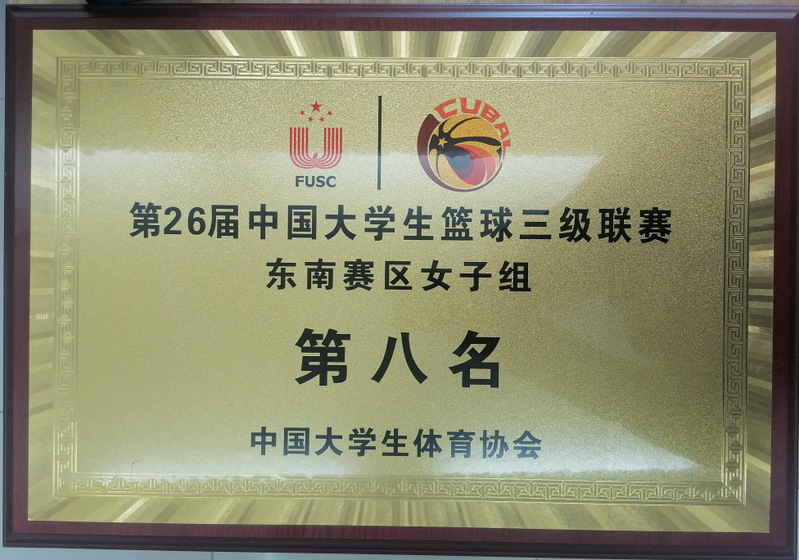 CUBAL
FUSC
第26届中国大学生篮球三级联赛
东南赛区女子组
第八名
中国大学生体育协会